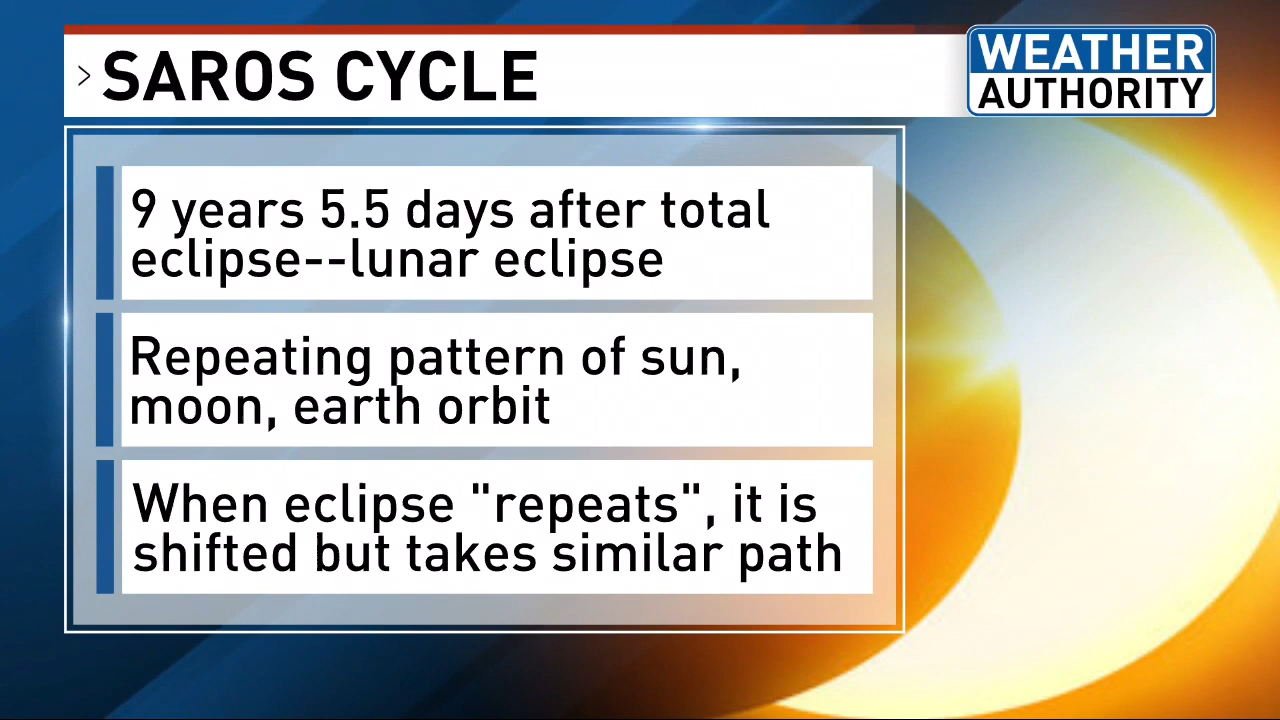 > SAROS CYCLE
WEATHER
AUTHORITY
9 years 5.5 days after total
eclipse--lunar eclipse
Repeating pattern of sun,
moon, earth orbit
When eclipse "repeats", it is
shifted but takes similar path